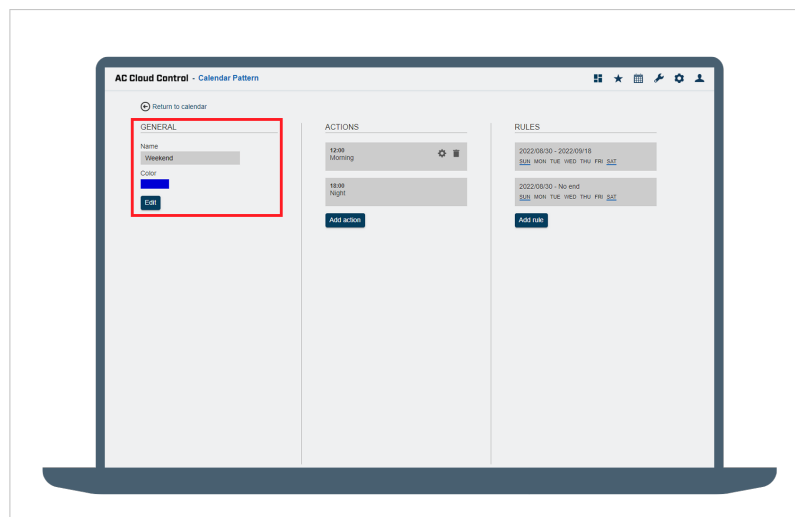 AC Cloud Control - Calendar Pattern
Return to calendar
GENERAL
Name
Weekend
Color
Edit
ACTIONS
12:00
Morning
18:00
Night
Add action
RULES
2022/08/30 - 2022/09/18
SUN MON TUE WED THU FRI SAT
2022/08/30 - No end
SUN MON TUE WED THU FRI SAT
Add rule